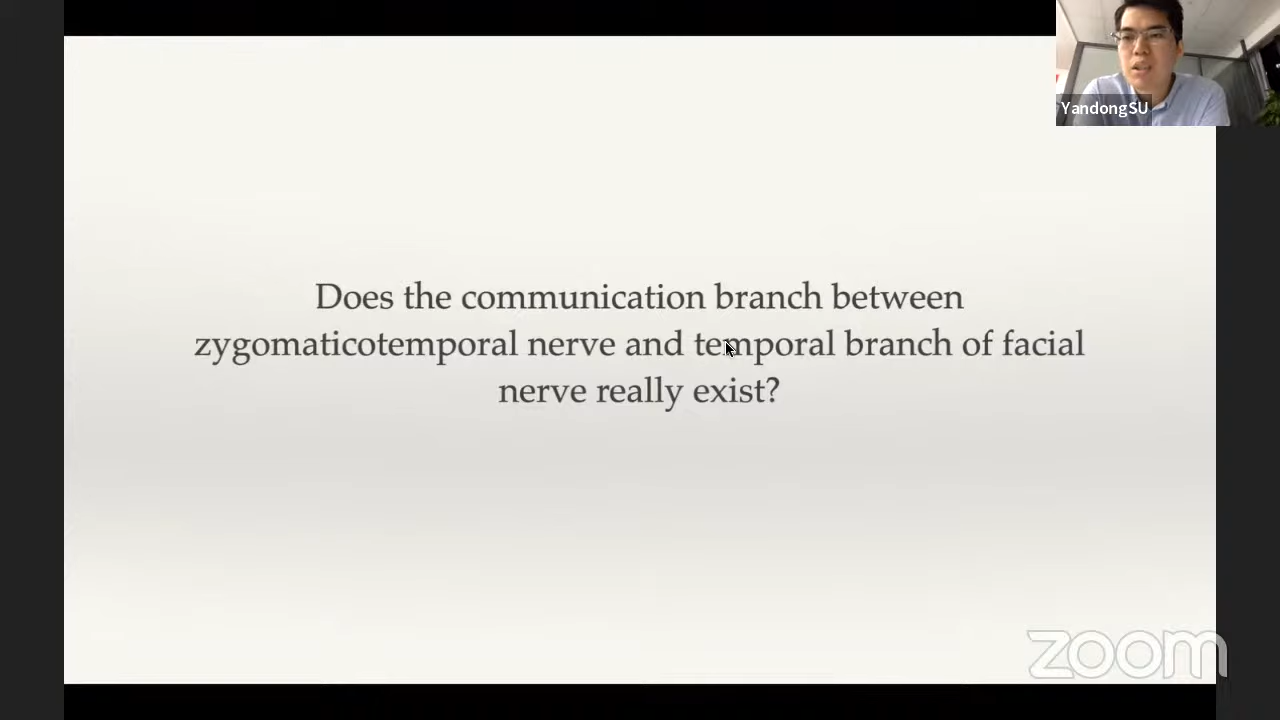 YandongSU
Does the communication branch between
zygomaticotemporal nerve and temporal branch of facial
nerve really exist?
zoom